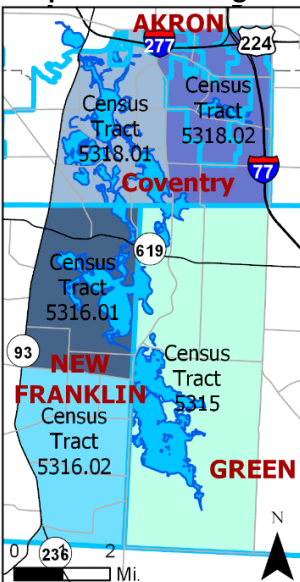 AKRON
277
224
Census
Tract
5318.01
Census
Tract
5318.02
77
Coventry
619
Census
Tract
5316.01
93
NEW
FRANKLIN
Census
Tract
5315
Census
Tract
5316.02
GREEN
N
0
236
2
Mi.